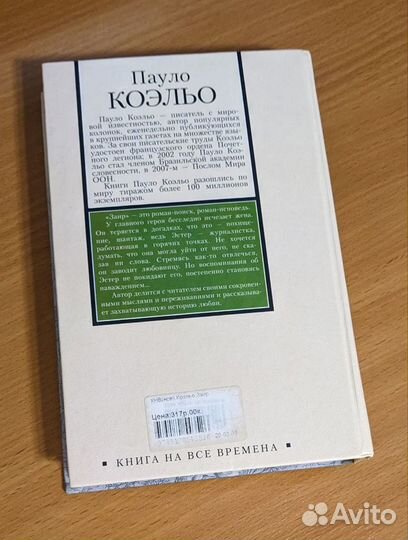 Пауло
КОЭЛЬО
Пауло Коэльо — писатель с миро-
вой известностью, автор популярных
колонок, еженедельно публикующихся
в крупнейших газетах на множестве язы-
ков. За свои писательские труды Коэльо
удостоен французского ордена Почет-
ного легиона; в 2002 году Пауло Коэ-
льо стал членом Бразильской академии
словесности, в 2007-м — Послом Мира
ООН.
Книги Пауло Коэльо разошлись по
миру тиражом более 100 миллионов
экземпляров.
«Заир» — это роман-поиск, роман-исповедь.
У главного героя бесследно исчезает жена.
Он теряется в догадках, что это — похище-
ние, шантаж, ведь Эстер — журналистка,
работающая в горячих точках. Не хочется
думать, что она могла уйти от него, не ска-
зав ни слова. Стремясь как-то отвлечься,
он заводит любовницу. Но воспоминания об
Эстер не покидают его, постепенно становясь
наваждением...
Автор делится с читателем своими сокровен-
ными мыслями и переживаниями и рассказыва-
ет захватывающую историю любви.
Коэльо Заир
Цена:317р.00к.
КНИГА НА ВСЕ ВРЕМЕНА
Avito